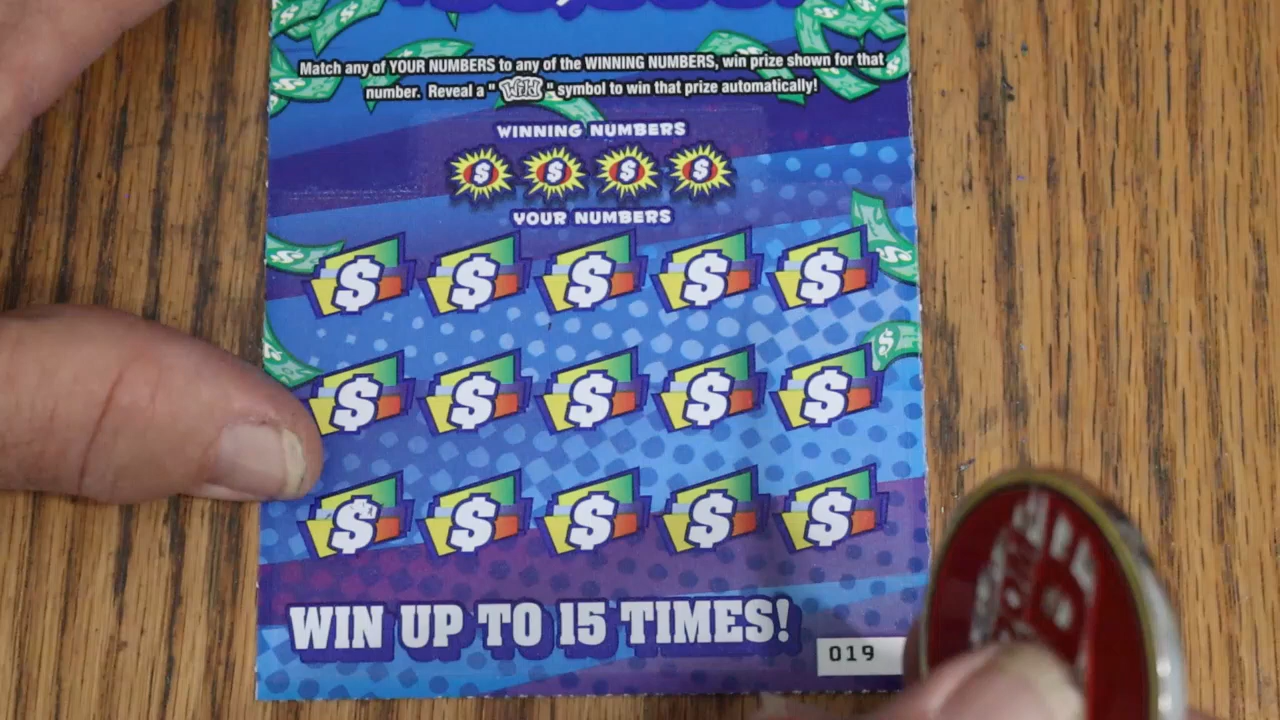 Match any of YOUR NUMBERS to any of the WINNING NUMBERS, win prize shown for that
number. Reveal a "Wild" symbol to win that prize automatically!
WINNING NUMBERS
$ $ $ $
YOUR NUMBERS
$ $ $ $ $
$ $ $ $ $
$ $ $ $ $
WIN UP TO 15 TIMES!
019